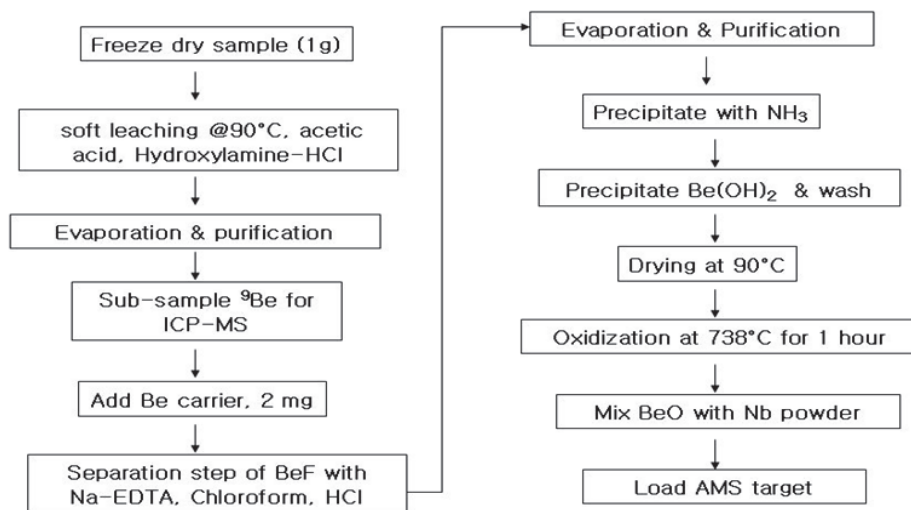 Freeze dry sample (1g)
soft leaching @90°C, acetic
acid, Hydroxylamine-HCl
Evaporation & purification
Sub-sample ⁹Be for
ICP-MS
Add Be carrier, 2 mg
Separation step of BeF with
Na-EDTA, Chloroform, HCl
Evaporation & Purification
Precipitate with NH₃
Precipitate Be(OH)₂ & wash
Drying at 90°C
Oxidization at 738°C for 1 hour
Mix BeO with Nb powder
Load AMS target